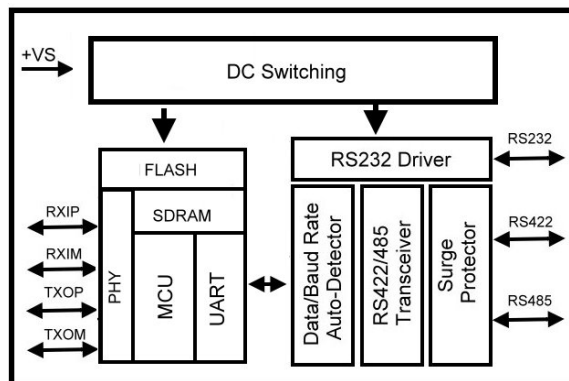 +VS
DC Switching
FLASH
SDRAM
PHY
MCU
UART
RXIP
RXIM
TXOP
TXOM
RS232 Driver
Data/Baud Rate
Auto-Detector
RS422/485
Transceiver
Surge
Protector
RS232
RS422
RS485